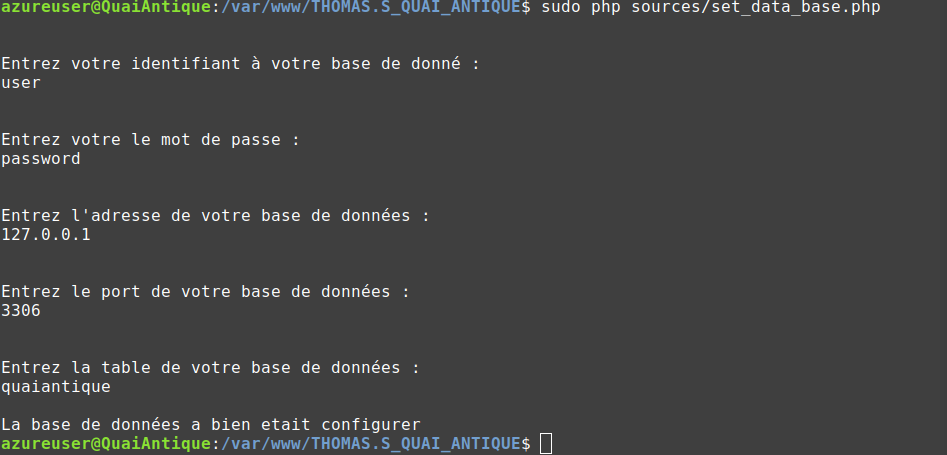 azureuser@QuaiAntique:/var/www/THOMAS.S_QUAI_ANTIQUE$ sudo php sources/set_data_base.php
Entrez votre identifiant à votre base de donné :
user
Entrez votre le mot de passe :
password
Entrez l'adresse de votre base de données :
127.0.0.1
Entrez le port de votre base de données :
3306
Entrez la table de votre base de données :
quaiantique
La base de données a bien etait configurer
azureuser@QuaiAntique:/var/www/THOMAS.S_QUAI_ANTIQUE$